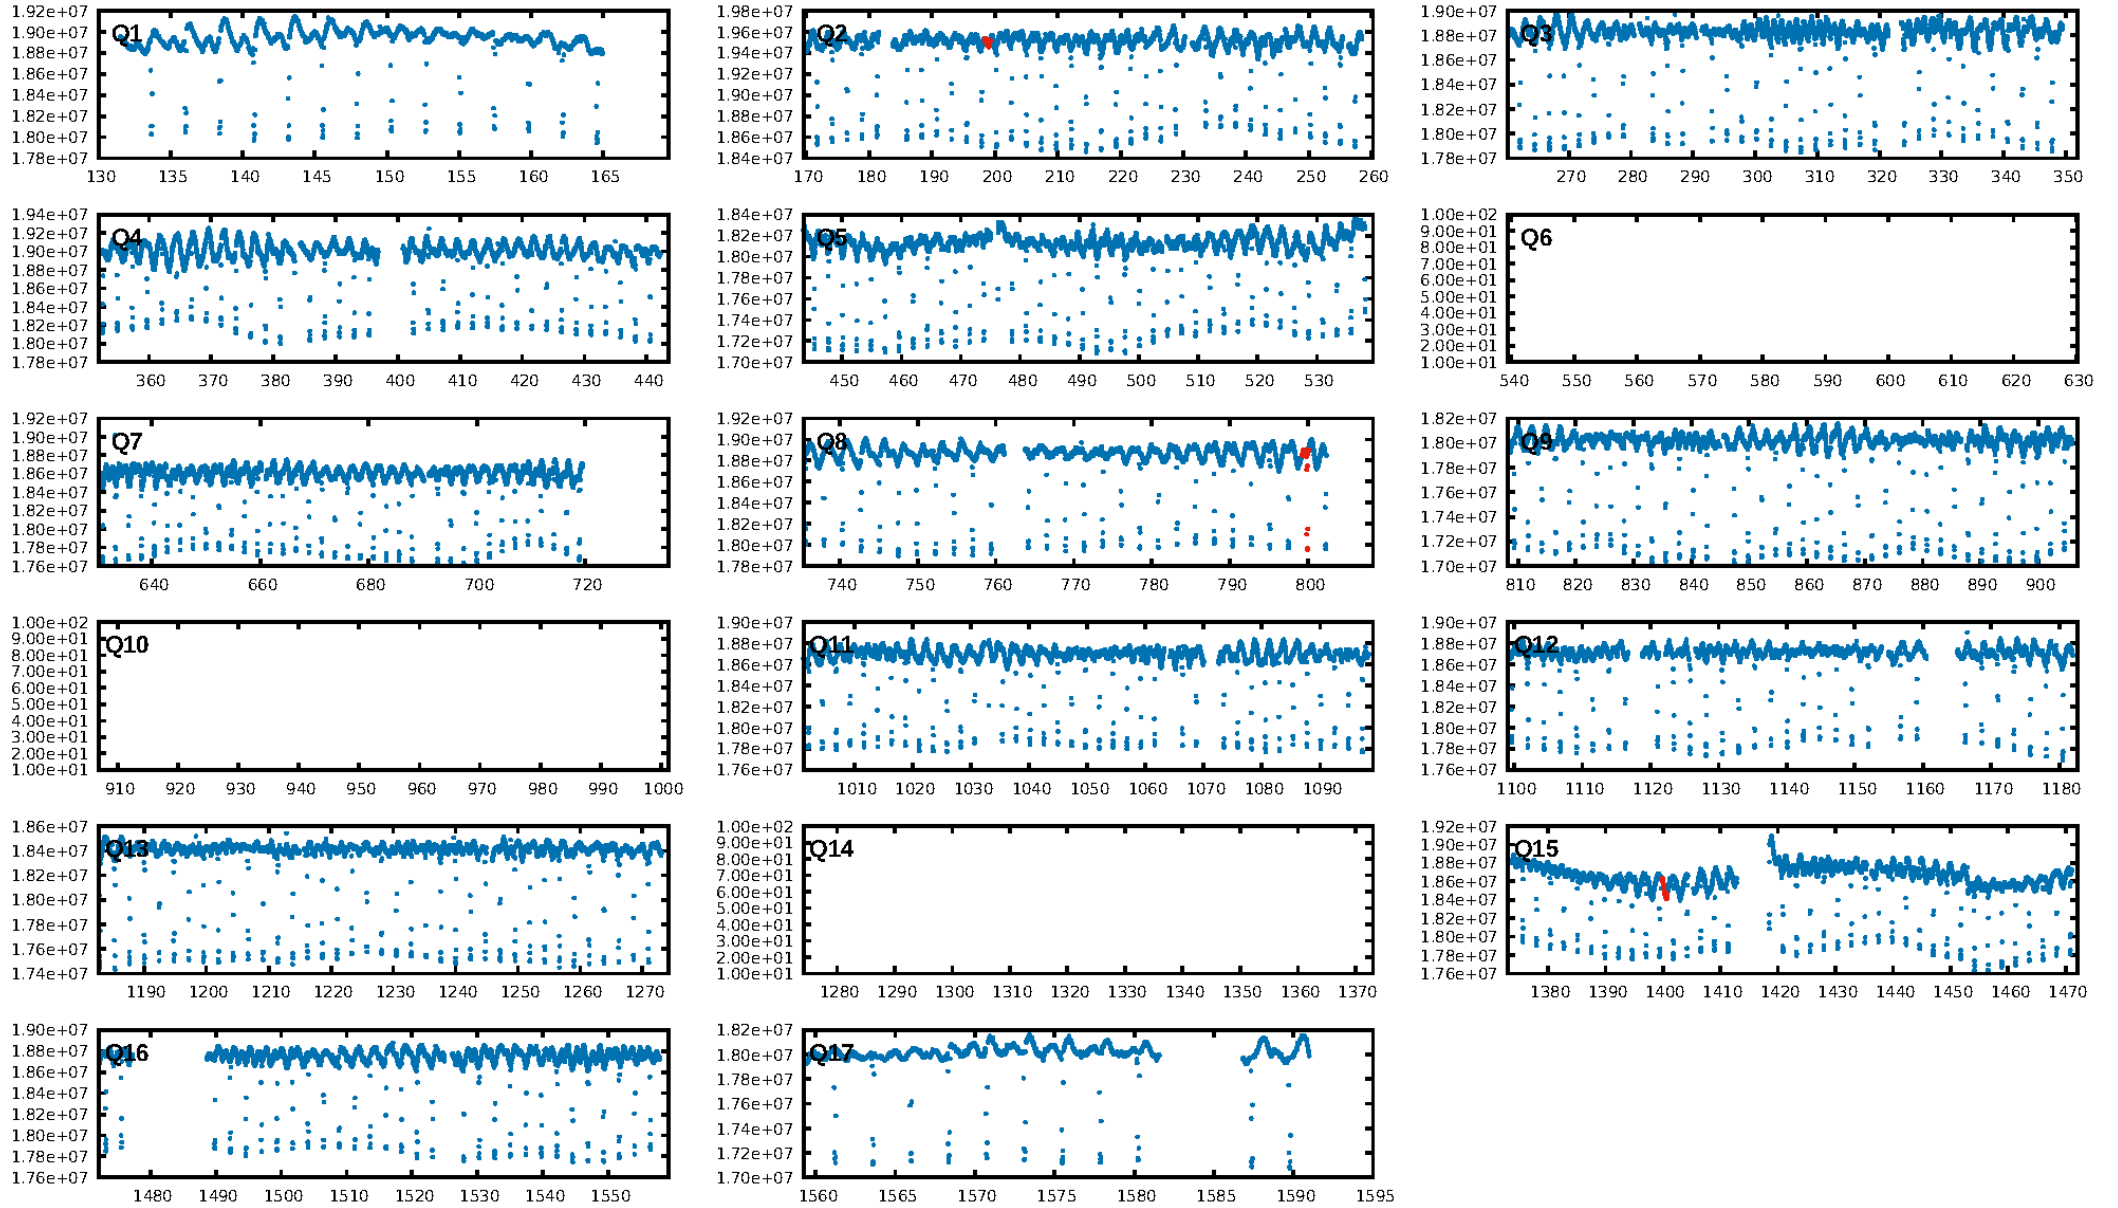 1.92e+07
Q1
1.90e+07
1.88e+07
1.86e+07
1.84e+07
1.82e+07
1.80e+07
1.78e+07
130 135 140 145 150 155 160 165
1.98e+07
Q2
1.96e+07
1.94e+07
1.92e+07
1.90e+07
1.88e+07
1.86e+07
1.84e+07
170 180 190 200 210 220 230 240 250 260
1.90e+07
Q3
1.88e+07
1.86e+07
1.84e+07
1.82e+07
1.80e+07
1.78e+07
270 280 290 300 310 320 330 340 350
1.94e+07
Q4
1.92e+07
1.90e+07
1.88e+07
1.86e+07
1.84e+07
1.82e+07
1.80e+07
1.78e+07
360 370 380 390 400 410 420 430 440
1.84e+07
Q5
1.82e+07
1.80e+07
1.78e+07
1.76e+07
1.74e+07
1.72e+07
1.70e+07
450 460 470 480 490 500 510 520 530
1.00e+02
Q6
9.00e+01
8.00e+01
7.00e+01
6.00e+01
5.00e+01
4.00e+01
3.00e+01
2.00e+01
1.00e+01
540 550 560 570 580 590 600 610 620 630
1.92e+07
Q7
1.90e+07
1.88e+07
1.86e+07
1.84e+07
1.82e+07
1.80e+07
1.78e+07
1.76e+07
640 660 680 700 720
1.92e+07
Q8
1.90e+07
1.88e+07
1.86e+07
1.84e+07
1.82e+07
1.80e+07
1.78e+07
740 750 760 770 780 790 800
1.82e+07
Q9
1.80e+07
1.78e+07
1.76e+07
1.74e+07
1.72e+07
1.70e+07
810 820 830 840 850 860 870 880 890 900
1.00e+02
Q10
9.00e+01
8.00e+01
7.00e+01
6.00e+01
5.00e+01
4.00e+01
3.00e+01
2.00e+01
1.00e+01
910 920 930 940 950 960 970 980 990 1000
1.90e+07
Q11
1.88e+07
1.86e+07
1.84e+07
1.82e+07
1.80e+07
1.78e+07
1.76e+07
1010 1020 1030 1040 1050 1060 1070 1080 1090
1.90e+07
Q12
1.88e+07
1.86e+07
1.84e+07
1.82e+07
1.80e+07
1.78e+07
1.76e+07
1100 1110 1120 1130 1140 1150 1160 1170 1180
1.86e+07
Q13
1.84e+07
1.82e+07
1.80e+07
1.78e+07
1.76e+07
1.74e+07
1190 1200 1210 1220 1230 1240 1250 1260 1270
1.00e+02
Q14
9.00e+01
8.00e+01
7.00e+01
6.00e+01
5.00e+01
4.00e+01
3.00e+01
2.00e+01
1.00e+01
1280 1290 1300 1310 1320 1330 1340 1350 1360 1370
1.92e+07
Q15
1.90e+07
1.88e+07
1.86e+07
1.84e+07
1.82e+07
1.80e+07
1.78e+07
1.76e+07
1380 1390 1400 1410 1420 1430 1440 1450 1460 1470
1.90e+07
Q16
1.88e+07
1.86e+07
1.84e+07
1.82e+07
1.80e+07
1.78e+07
1.76e+07
1480 1490 1500 1510 1520 1530 1540 1550
1.82e+07
Q17
1.80e+07
1.78e+07
1.76e+07
1.74e+07
1.72e+07
1.70e+07
1560 1565 1570 1575 1580 1585 1590 1595